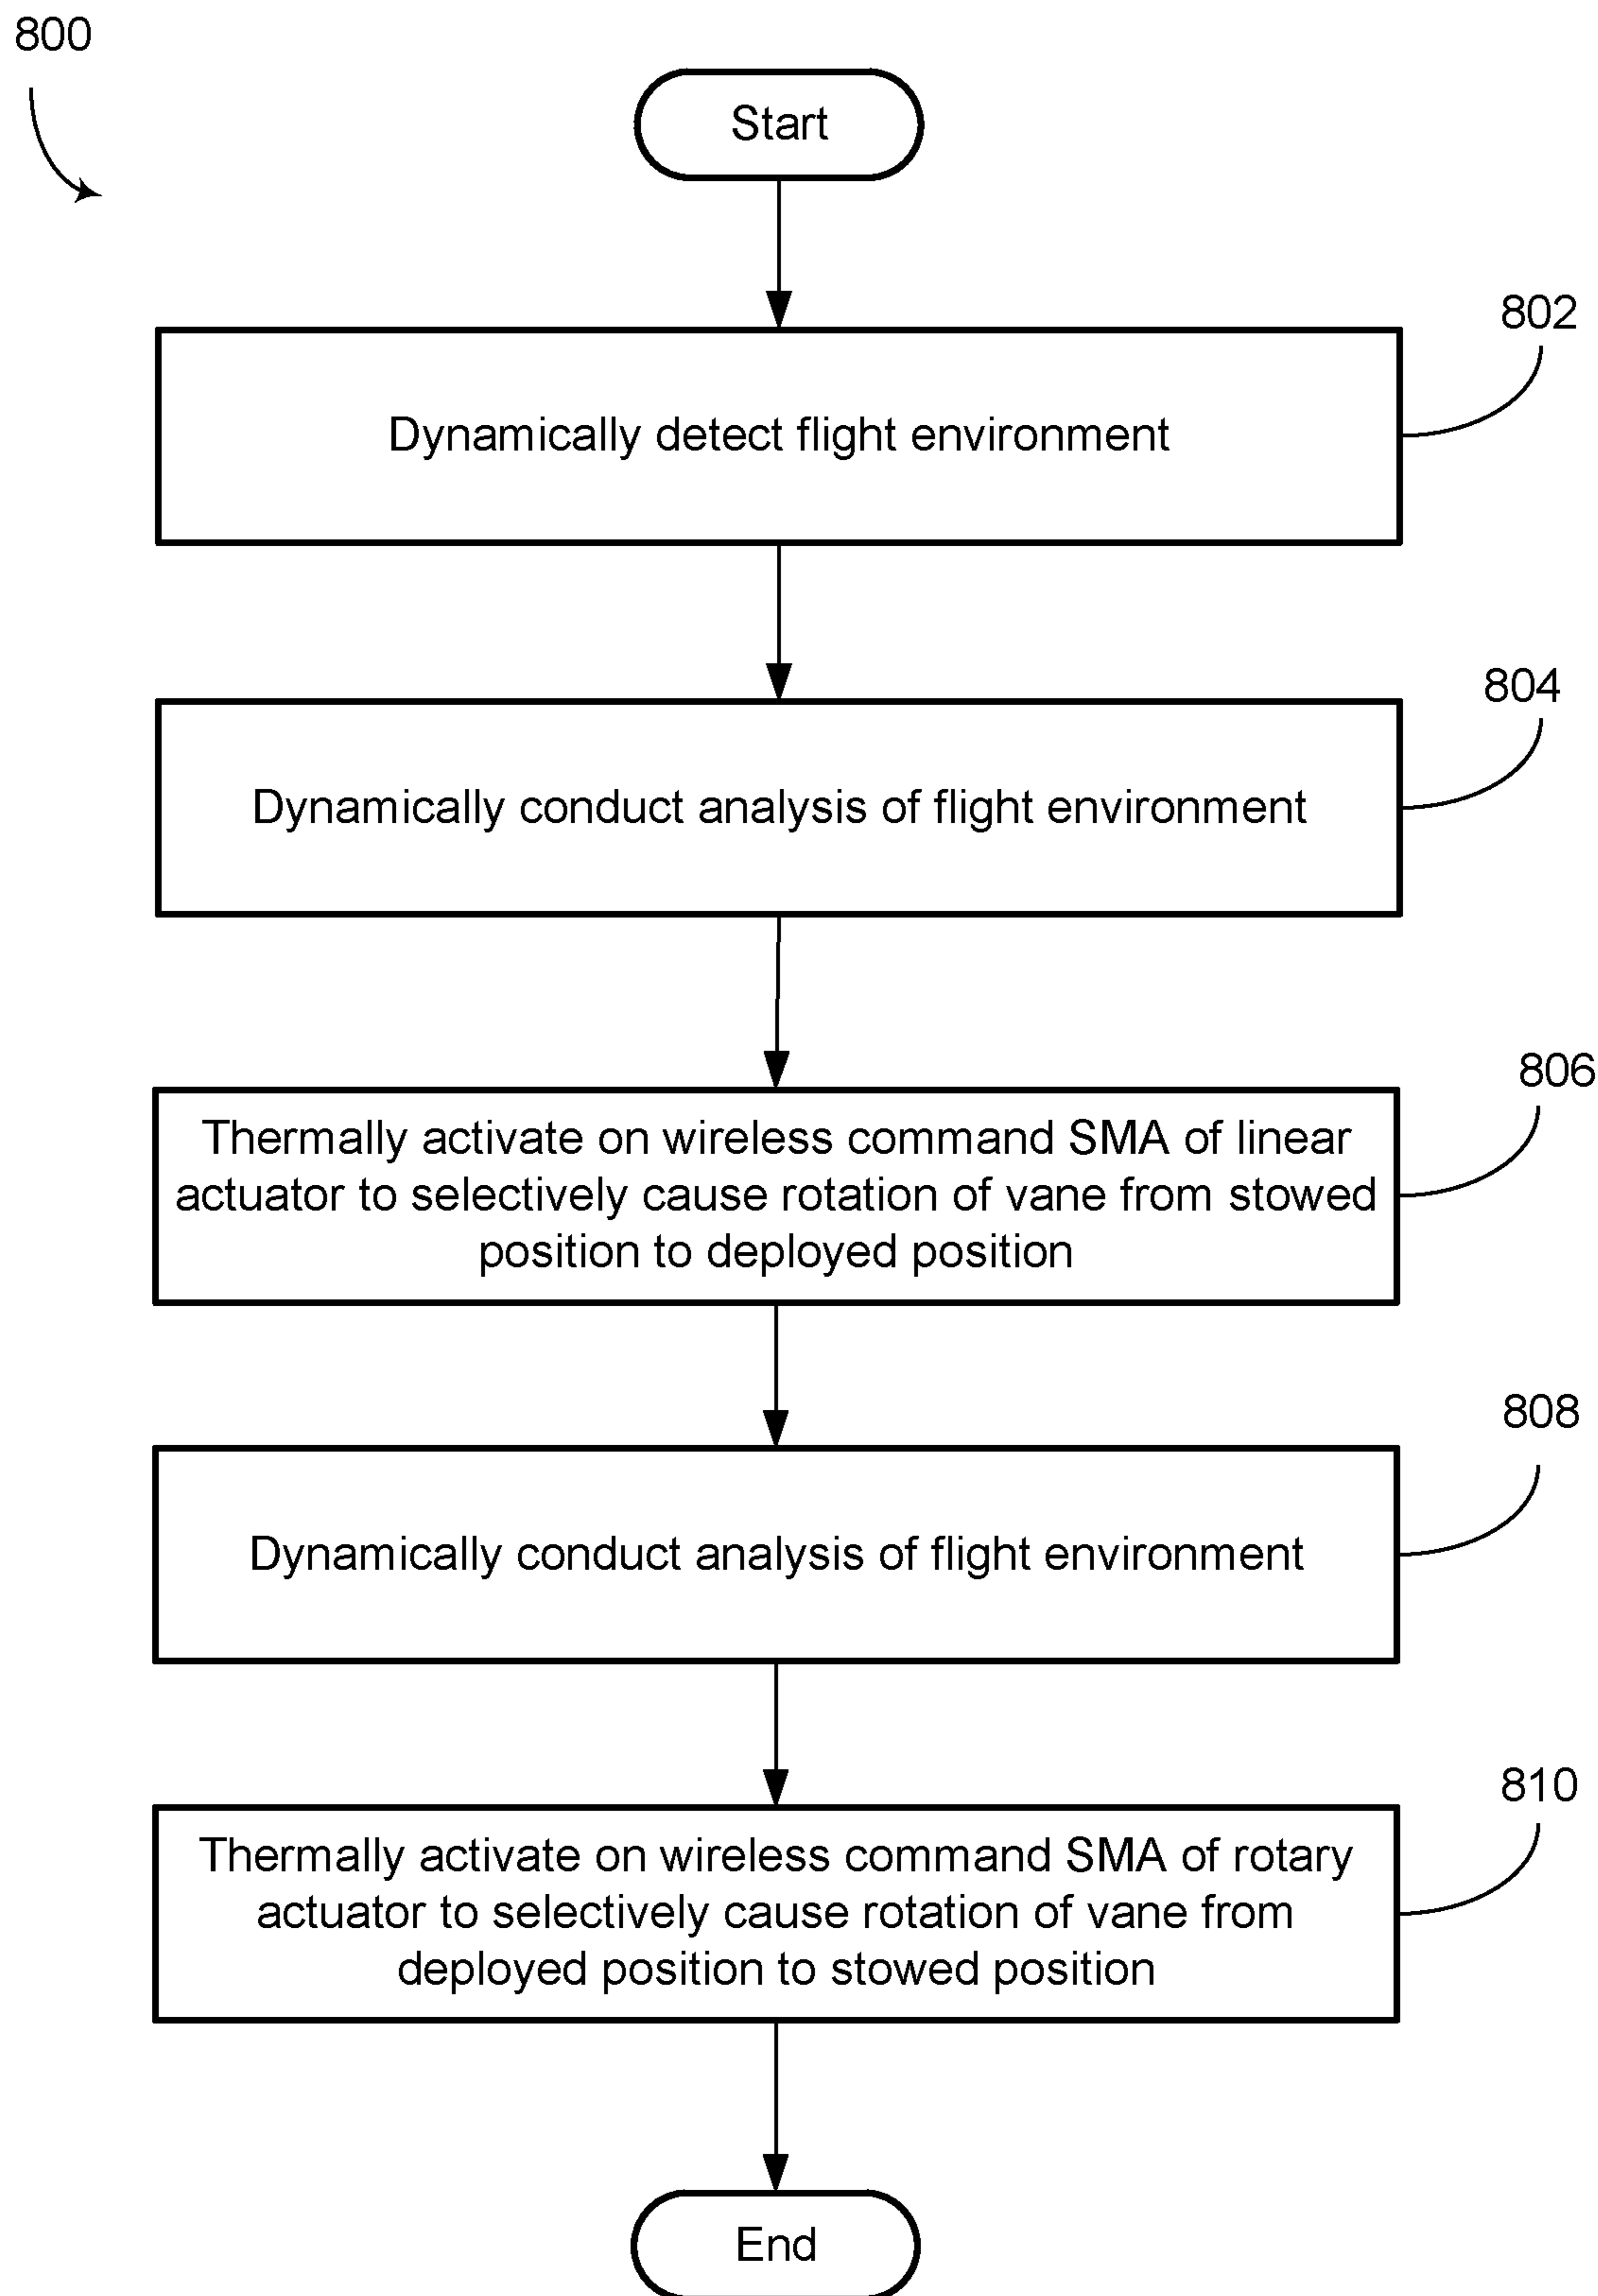 800
Start
802
Dynamically detect flight environment
804
Dynamically conduct analysis of flight environment
806
Thermally activate on wireless command SMA of linear
actuator to selectively cause rotation of vane from stowed
position to deployed position
808
Dynamically conduct analysis of flight environment
810
Thermally activate on wireless command SMA of rotary
actuator to selectively cause rotation of vane from
deployed position to stowed position
End